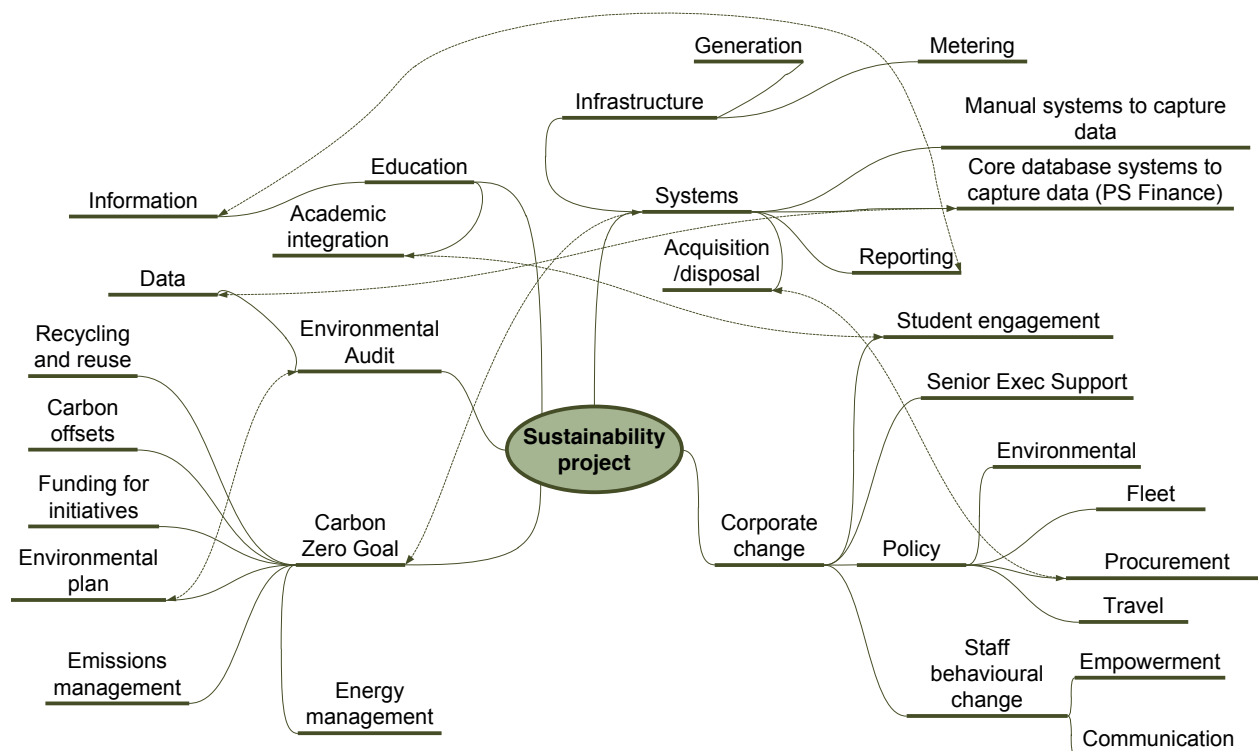 Generation
Metering
Infrastructure
Manual systems to capture
data
Education
Core database systems to
capture data (PS Finance)
Information
Systems
Academic
integration
Acquisition
/disposal
Reporting
Data
Student engagement
Recycling
and reuse
Environmental
Audit
Senior Exec Support
Carbon
offsets
Sustainability
project
Environmental
Funding for
initiatives
Fleet
Carbon
Zero Goal
Corporate
change
Policy
Environmental
plan
Procurement
Travel
Emissions
management
Energy
management
Staff
behavioural
change
Empowerment
Communication